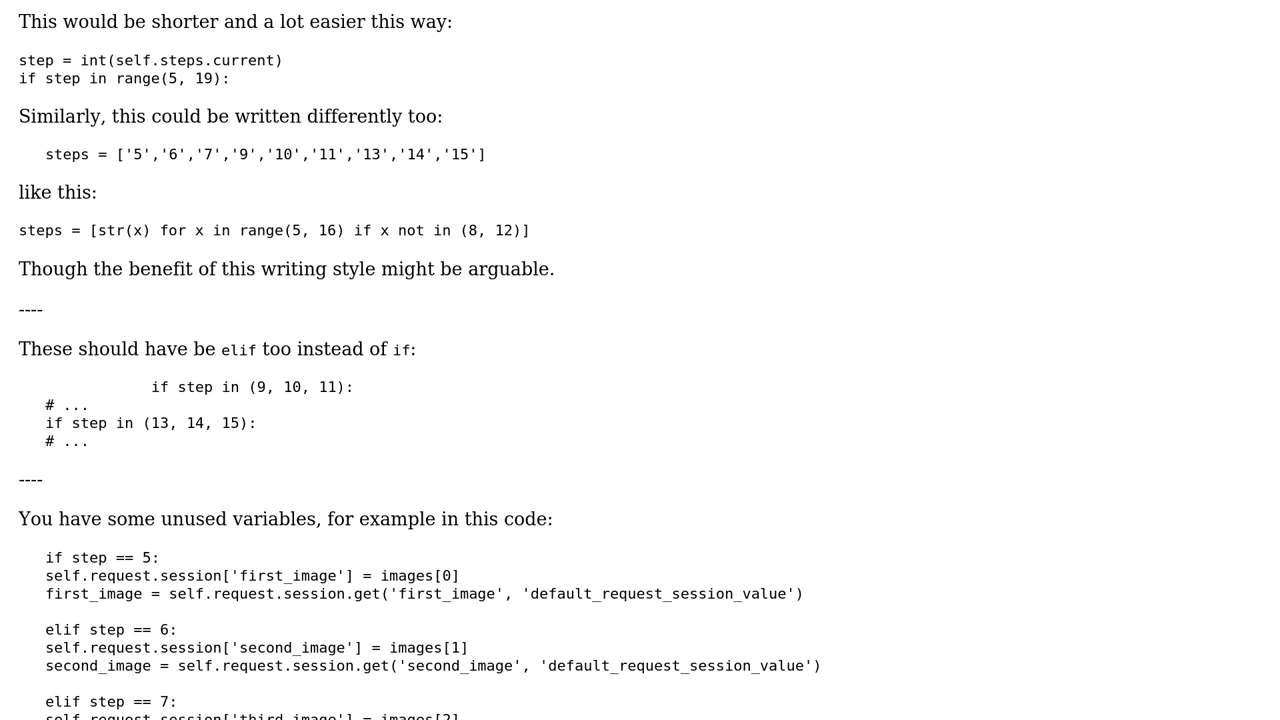 This would be shorter and a lot easier this way:
step = int(self.steps.current)
if step in range(5, 19):
Similarly, this could be written differently too:
steps = ['5','6','7','9','10','11','13','14','15']
like this:
steps = [str(x) for x in range(5, 16) if x not in (8, 12)]
Though the benefit of this writing style might be arguable.
----
These should have be elif too instead of if:
if step in (9, 10, 11):
# ...
if step in (13, 14, 15):
# ...
----
You have some unused variables, for example in this code:
if step == 5:
self.request.session['first_image'] = images[0]
first_image = self.request.session.get('first_image', 'default_request_session_value')
elif step == 6:
self.request.session['second_image'] = images[1]
second_image = self.request.session.get('second_image', 'default_request_session_value')
elif step == 7:
self.request.session['third_image'] = images[2]